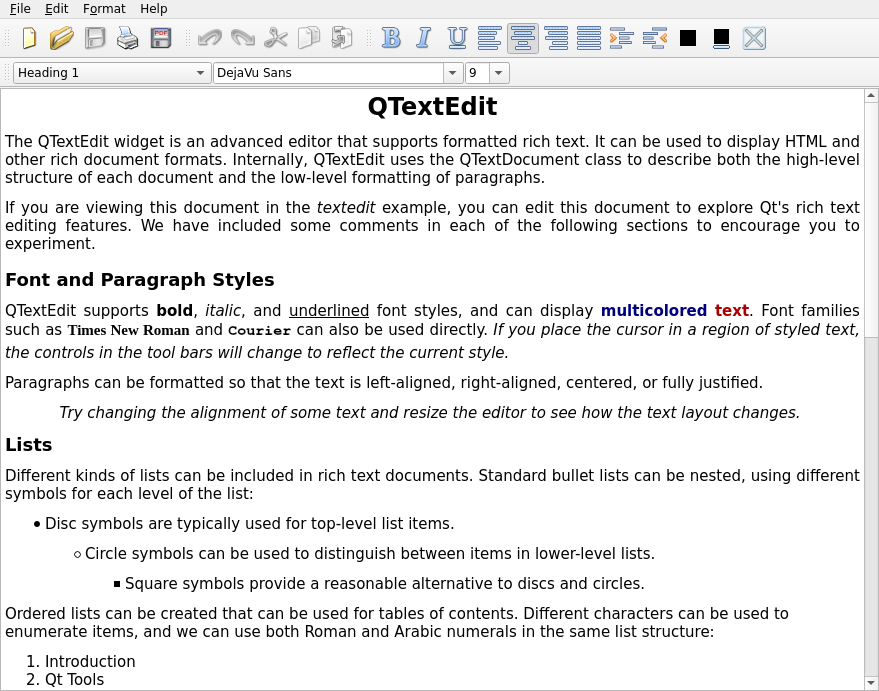 File Edit Format Help
PDF
B I U
Heading 1 DejaVu Sans 9
QTextEdit
The QTextEdit widget is an advanced editor that supports formatted rich text. It can be used to display HTML and
other rich document formats. Internally, QTextEdit uses the QTextDocument class to describe both the high-level
structure of each document and the low-level formatting of paragraphs.
If you are viewing this document in the textedit example, you can edit this document to explore Qt's rich text
editing features. We have included some comments in each of the following sections to encourage you to
experiment.
Font and Paragraph Styles
QTextEdit supports bold, italic, and underlined font styles, and can display multicolored text. Font families
such as Times New Roman and Courier can also be used directly. If you place the cursor in a region of styled text,
the controls in the tool bars will change to reflect the current style.
Paragraphs can be formatted so that the text is left-aligned, right-aligned, centered, or fully justified.
Try changing the alignment of some text and resize the editor to see how the text layout changes.
Lists
Different kinds of lists can be included in rich text documents. Standard bullet lists can be nested, using different
symbols for each level of the list:
• Disc symbols are typically used for top-level list items.
○ Circle symbols can be used to distinguish between items in lower-level lists.
▪ Square symbols provide a reasonable alternative to discs and circles.
Ordered lists can be created that can be used for tables of contents. Different characters can be used to
enumerate items, and we can use both Roman and Arabic numerals in the same list structure:
1. Introduction
2. Qt Tools